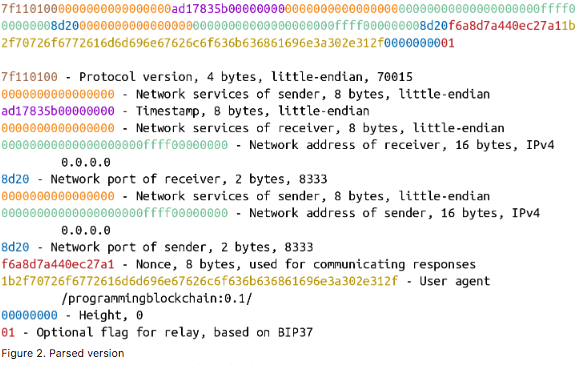 7f1101000000000000000000ad17835b00000000000000000000000000000000000000000000ffff0
00000008d20000000000000000000000000000000000000ffff000000008d20f6a8d7a440ec27a11b
2f70726f6772616d6d696e67626c6f636b636861696e3a302e312f0000000001
7f110100 - Protocol version, 4 bytes, little-endian, 70015
0000000000000000 - Network services of sender, 8 bytes, little-endian
ad17835b00000000 - Timestamp, 8 bytes, little-endian
0000000000000000 - Network services of receiver, 8 bytes, little-endian
00000000000000000000ffff00000000 - Network address of receiver, 16 bytes, IPv4
0.0.0.0
8d20 - Network port of receiver, 2 bytes, 8333
0000000000000000 - Network services of sender, 8 bytes, little-endian
00000000000000000000ffff00000000 - Network address of sender, 16 bytes, IPv4
0.0.0.0
8d20 - Network port of sender, 2 bytes, 8333
f6a8d7a440ec27a1 - Nonce, 8 bytes, used for communicating responses
1b2f70726f6772616d6d696e67626c6f636b636861696e3a302e312f - User agent
/programmingblockchain:0.1/
00000000 - Height, 0
01 - Optional flag for relay, based on BIP37
Figure 2. Parsed version